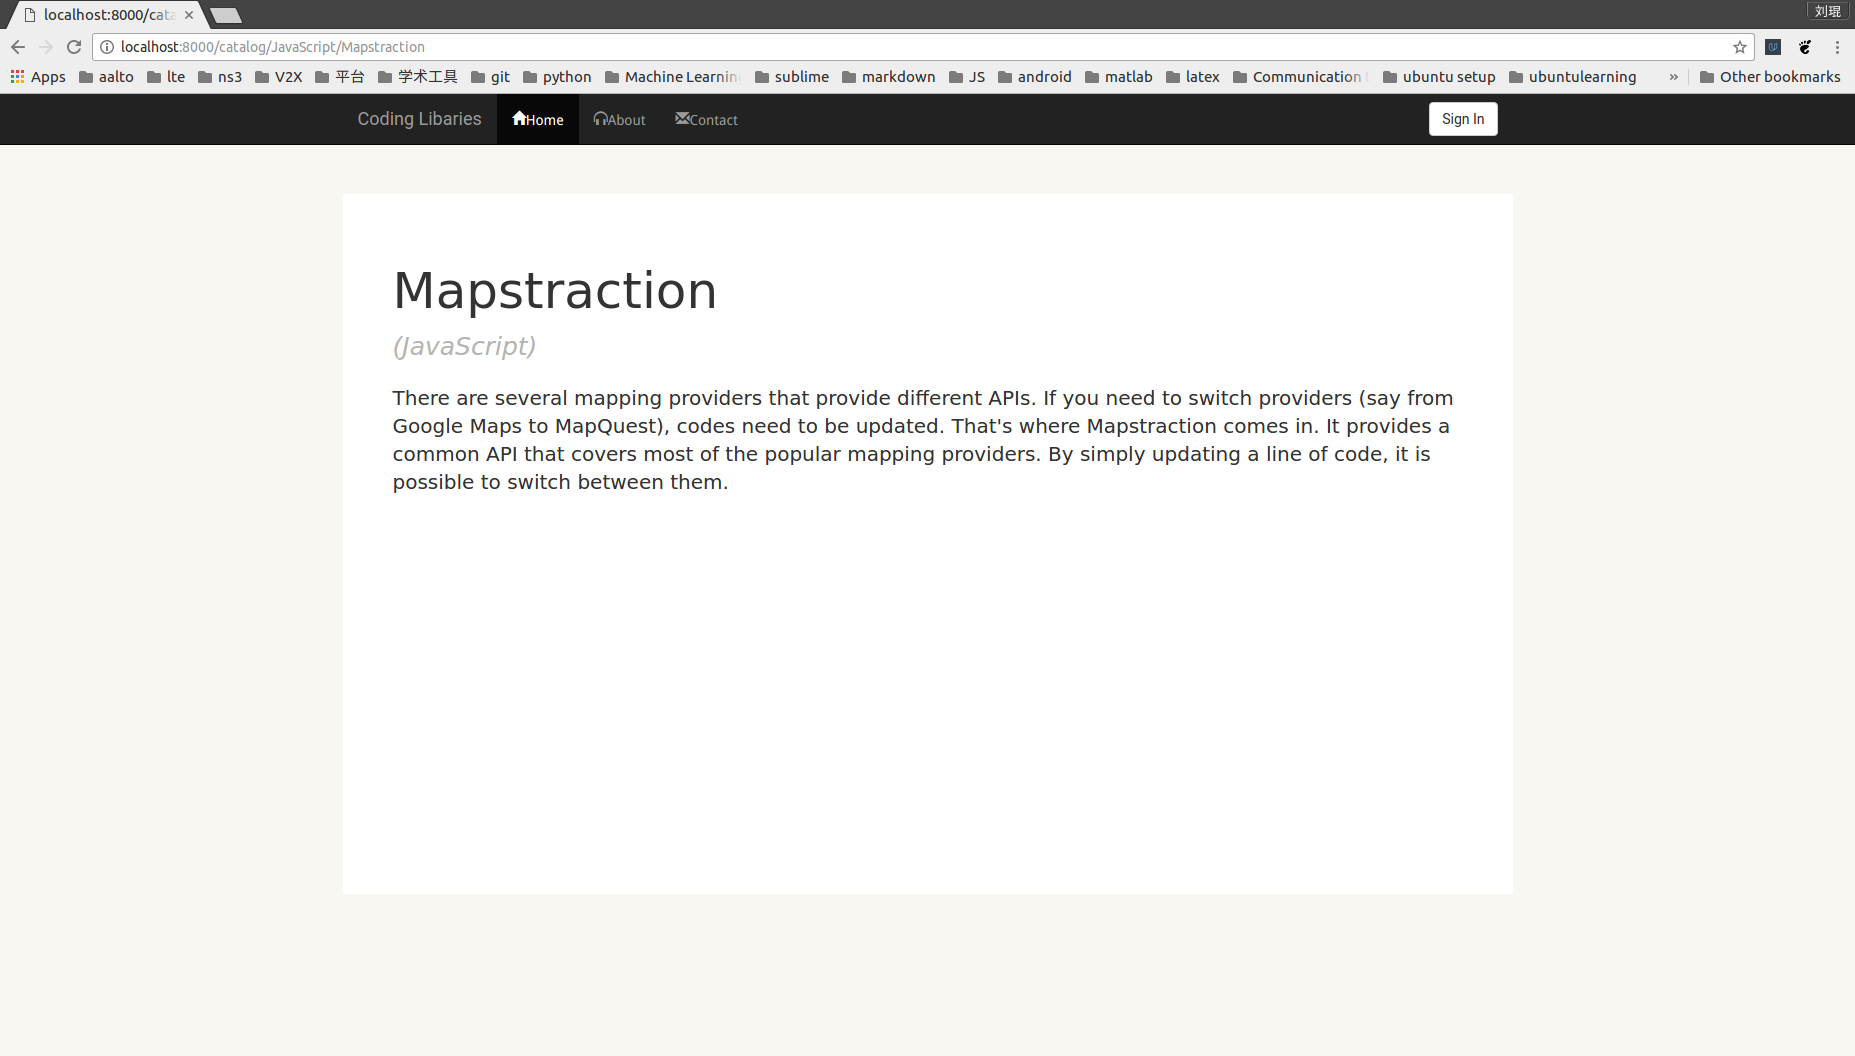 localhost:8000/cata
刘琨
localhost:8000/catalog/JavaScript/Mapstraction
Apps aalto lte ns3 V2X 平台 学术工具 git python Machine Learning sublime markdown JS android matlab latex Communication ubuntu setup ubuntulearning » Other bookmarks
Coding Libaries Home About Contact Sign In
Mapstraction
(JavaScript)
There are several mapping providers that provide different APIs. If you need to switch providers (say from
Google Maps to MapQuest), codes need to be updated. That's where Mapstraction comes in. It provides a
common API that covers most of the popular mapping providers. By simply updating a line of code, it is
possible to switch between them.